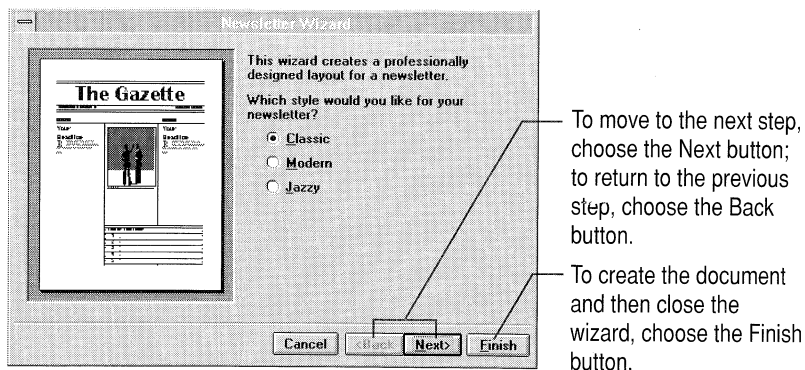 Newsletter Wizard
This wizard creates a professionally
designed layout for a newsletter.
Which style would you like for your
newsletter?
Classic
Modern
Jazzy
The Gazette
Your
Headline
Your
Headline
Cancel
<Back
Next>
Finish
To move to the next step,
choose the Next button;
to return to the previous
step, choose the Back
button.
To create the document
and then close the
wizard, choose the Finish
button.